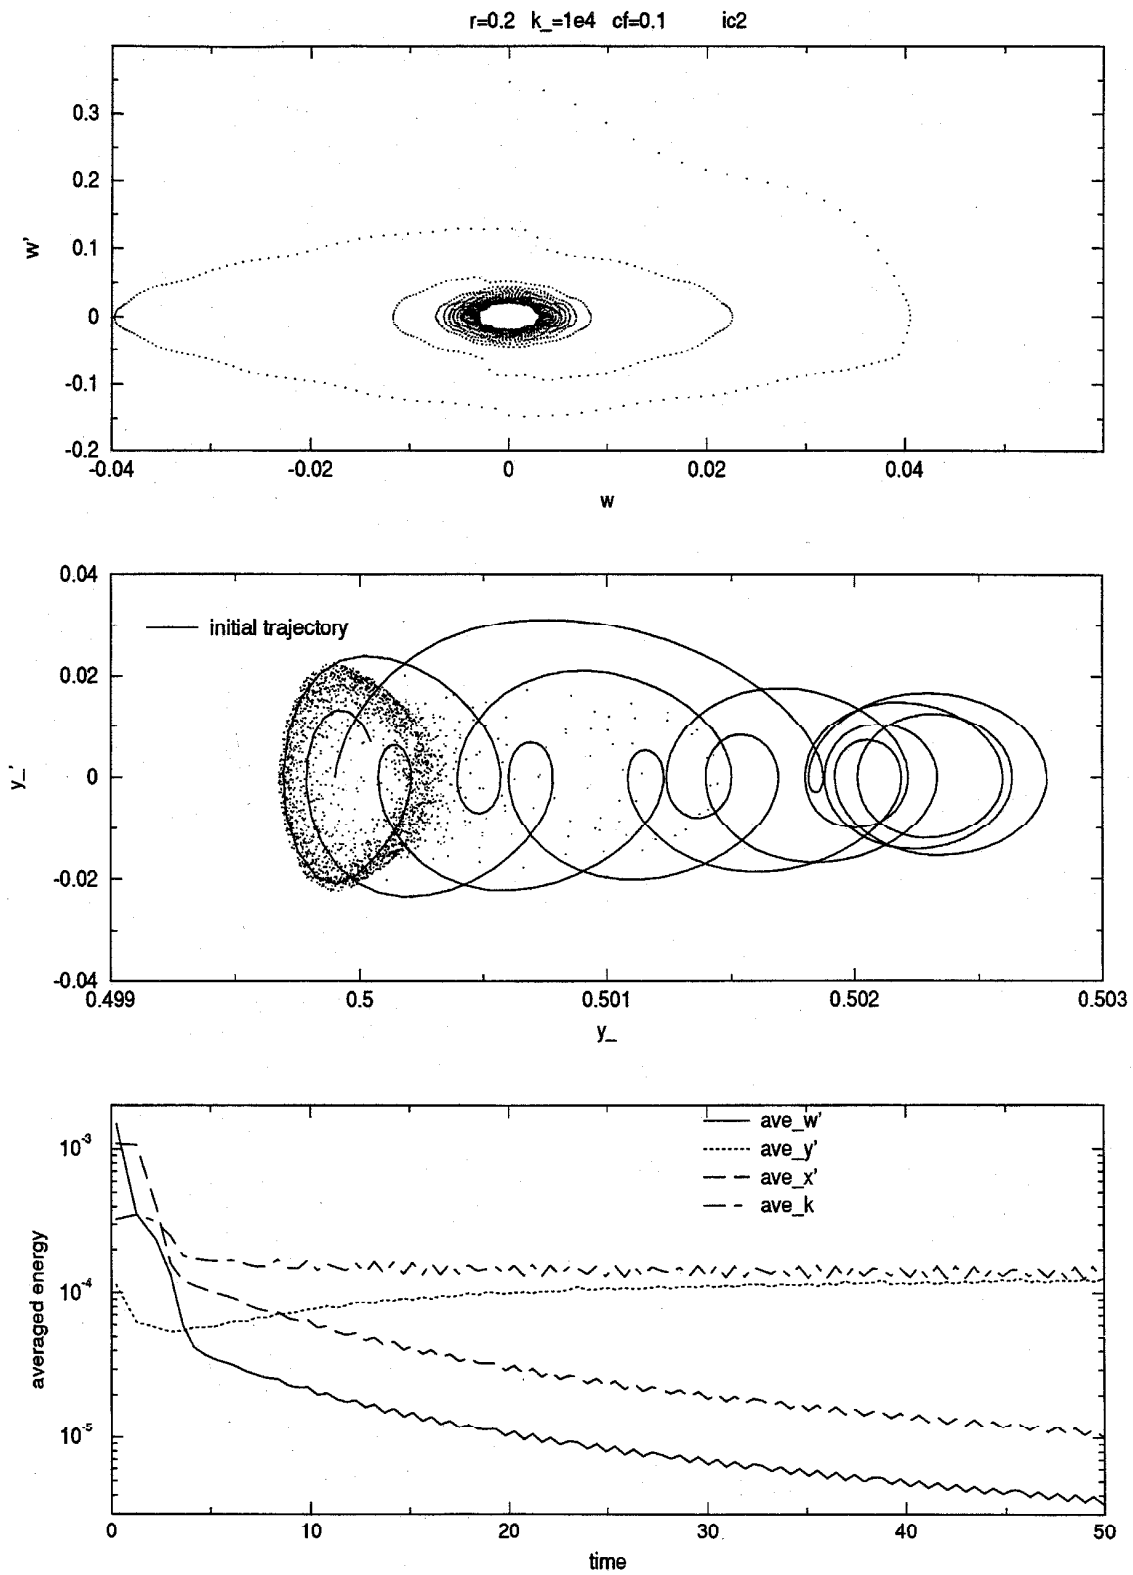 r=0.2 k_=1e4 cf=0.1 ic2
0.3
0.2
0.1
0
-0.1
-0.2
w'
-0.04 -0.02 0 0.02 0.04
w
0.04
initial trajectory
0.02
0
-0.02
-0.04
y_'
0.499 0.5 0.501 0.502 0.503
y_
ave_w'
ave_y'
ave_x'
ave_k
10^-3
10^-4
10^-5
averaged energy
0 10 20 30 40 50
time